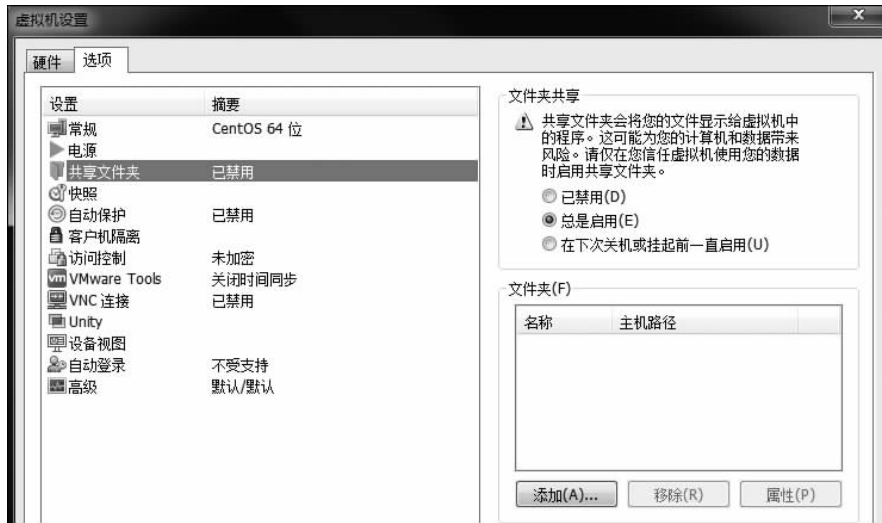 虚拟机设置
硬件 选项
设置 摘要
常规 CentOS 64 位
电源
共享文件夹 已禁用
快照
自动保护 已禁用
客户机隔离
访问控制 未加密
VMware Tools 关闭时间同步
VNC 连接 已禁用
Unity
设备视图
自动登录 不受支持
高级 默认/默认
文件夹共享
共享文件夹会将您的文件显示给虚拟机中
的程序。这可能为您的计算机和数据带来
风险。请仅在您信任虚拟机使用您的数据
时启用共享文件夹。
已禁用(D)
总是启用(E)
在下次关机或挂起前一直启用(U)
文件夹(F)
名称 主机路径
添加(A)... 移除(R) 属性(P)